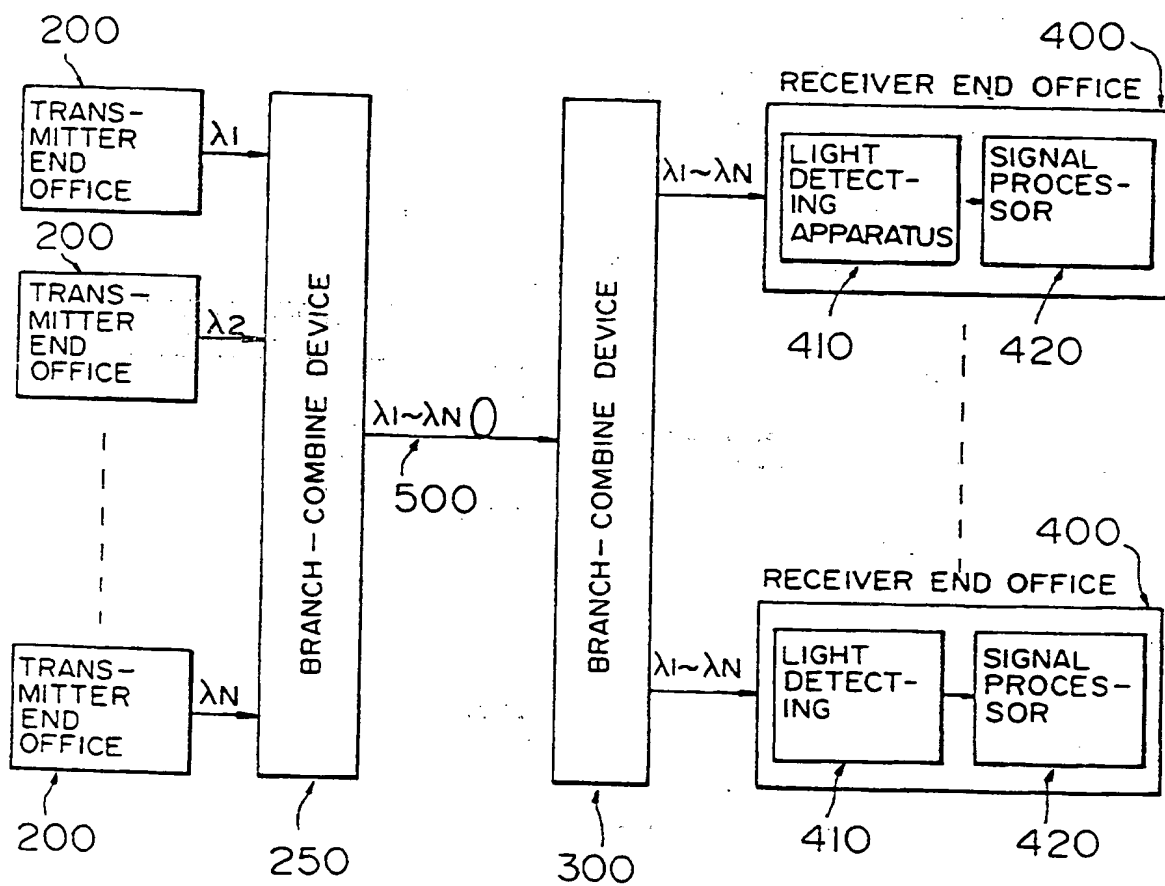 200
TRANS-
MITTER
END
OFFICE
λ1
200
TRANS-
MITTER
END
OFFICE
λ2
TRANS-
MITTER
END
OFFICE
λN
200
BRANCH-COMBINE DEVICE
250
λ1~λN
500
BRANCH-COMBINE DEVICE
300
λ1~λN
400
RECEIVER END OFFICE
LIGHT
DETECT-
ING
APPARATUS
SIGNAL
PROCES-
SOR
410
420
λ1~λN
400
RECEIVER END OFFICE
LIGHT
DETECT-
ING
SIGNAL
PROCES-
SOR
410
420